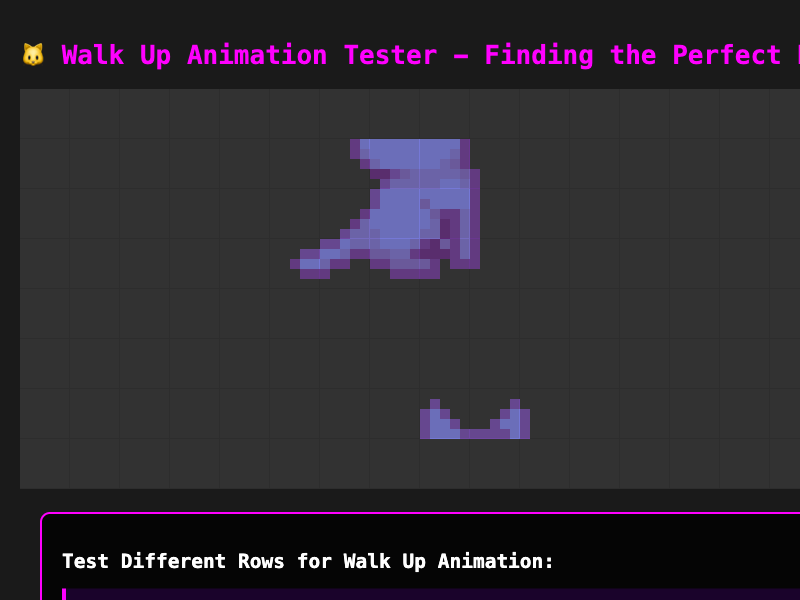 🐱 Walk Up Animation Tester – Finding the Perfect
Test Different Rows for Walk Up Animation: